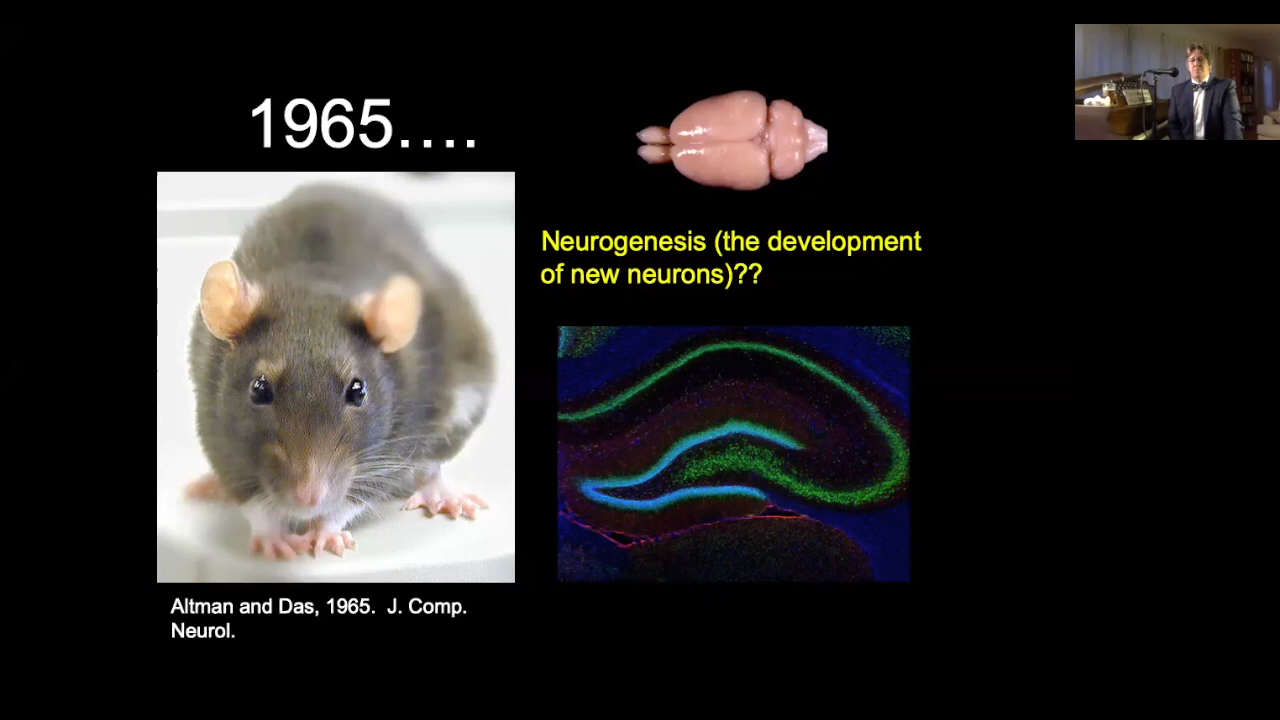 1965....
Neurogenesis (the development
of new neurons)??
Altman and Das, 1965.  J. Comp.
Neurol.